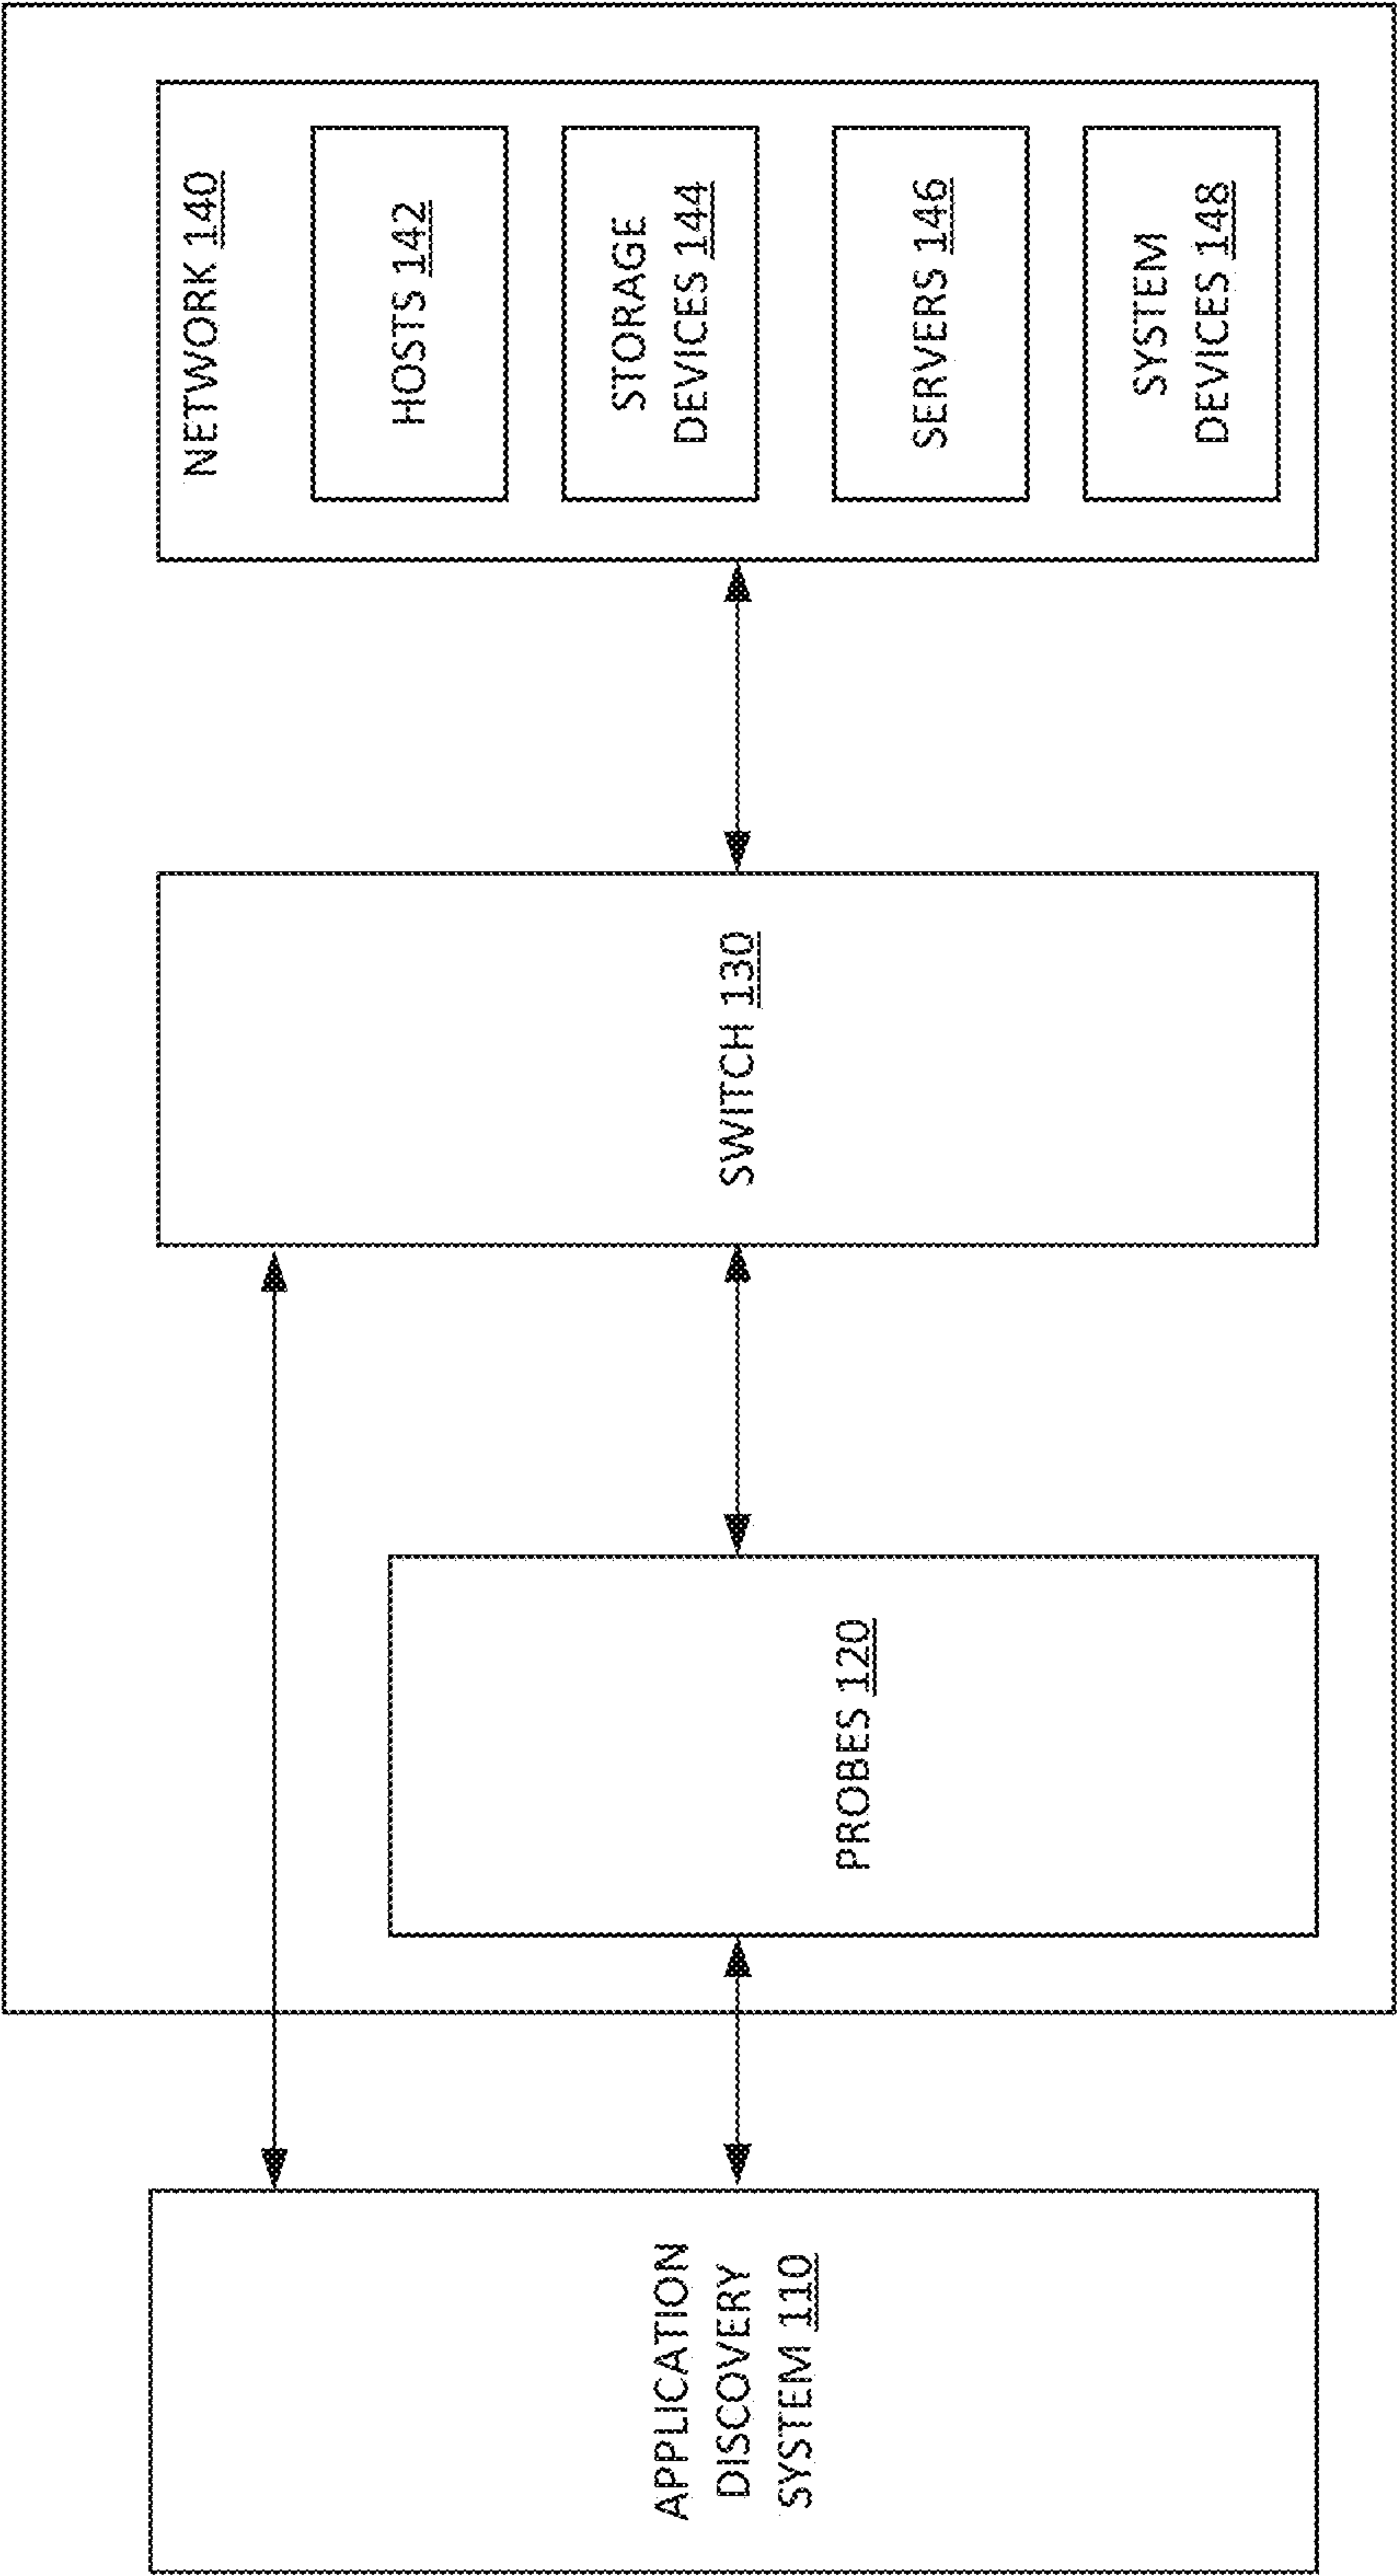 APPLICATION
DISCOVERY
SYSTEM 110
PROBES 120
SWITCH 130
NETWORK 140
HOSTS 142
STORAGE
DEVICES 144
SERVERS 146
SYSTEM
DEVICES 148